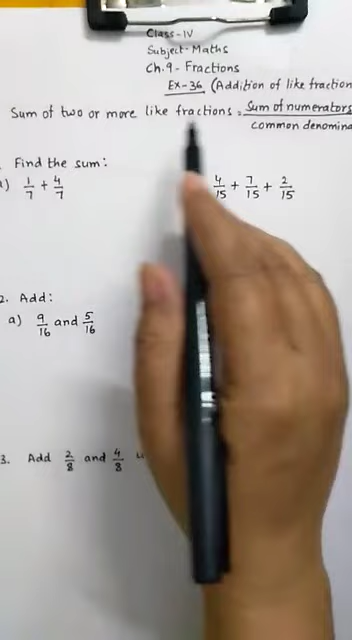 Class-IV
Subject-Maths
Ch.9-Fractions
Ex-36 (Addition of like fraction
Sum of two or more like fractions = Sum of numerators / common denomina
Find the sum:
a) 1/7 + 4/7
4/15 + 7/15 + 2/15
2. Add:
a) 9/16 and 5/16
3. Add 2/8 and 4/8